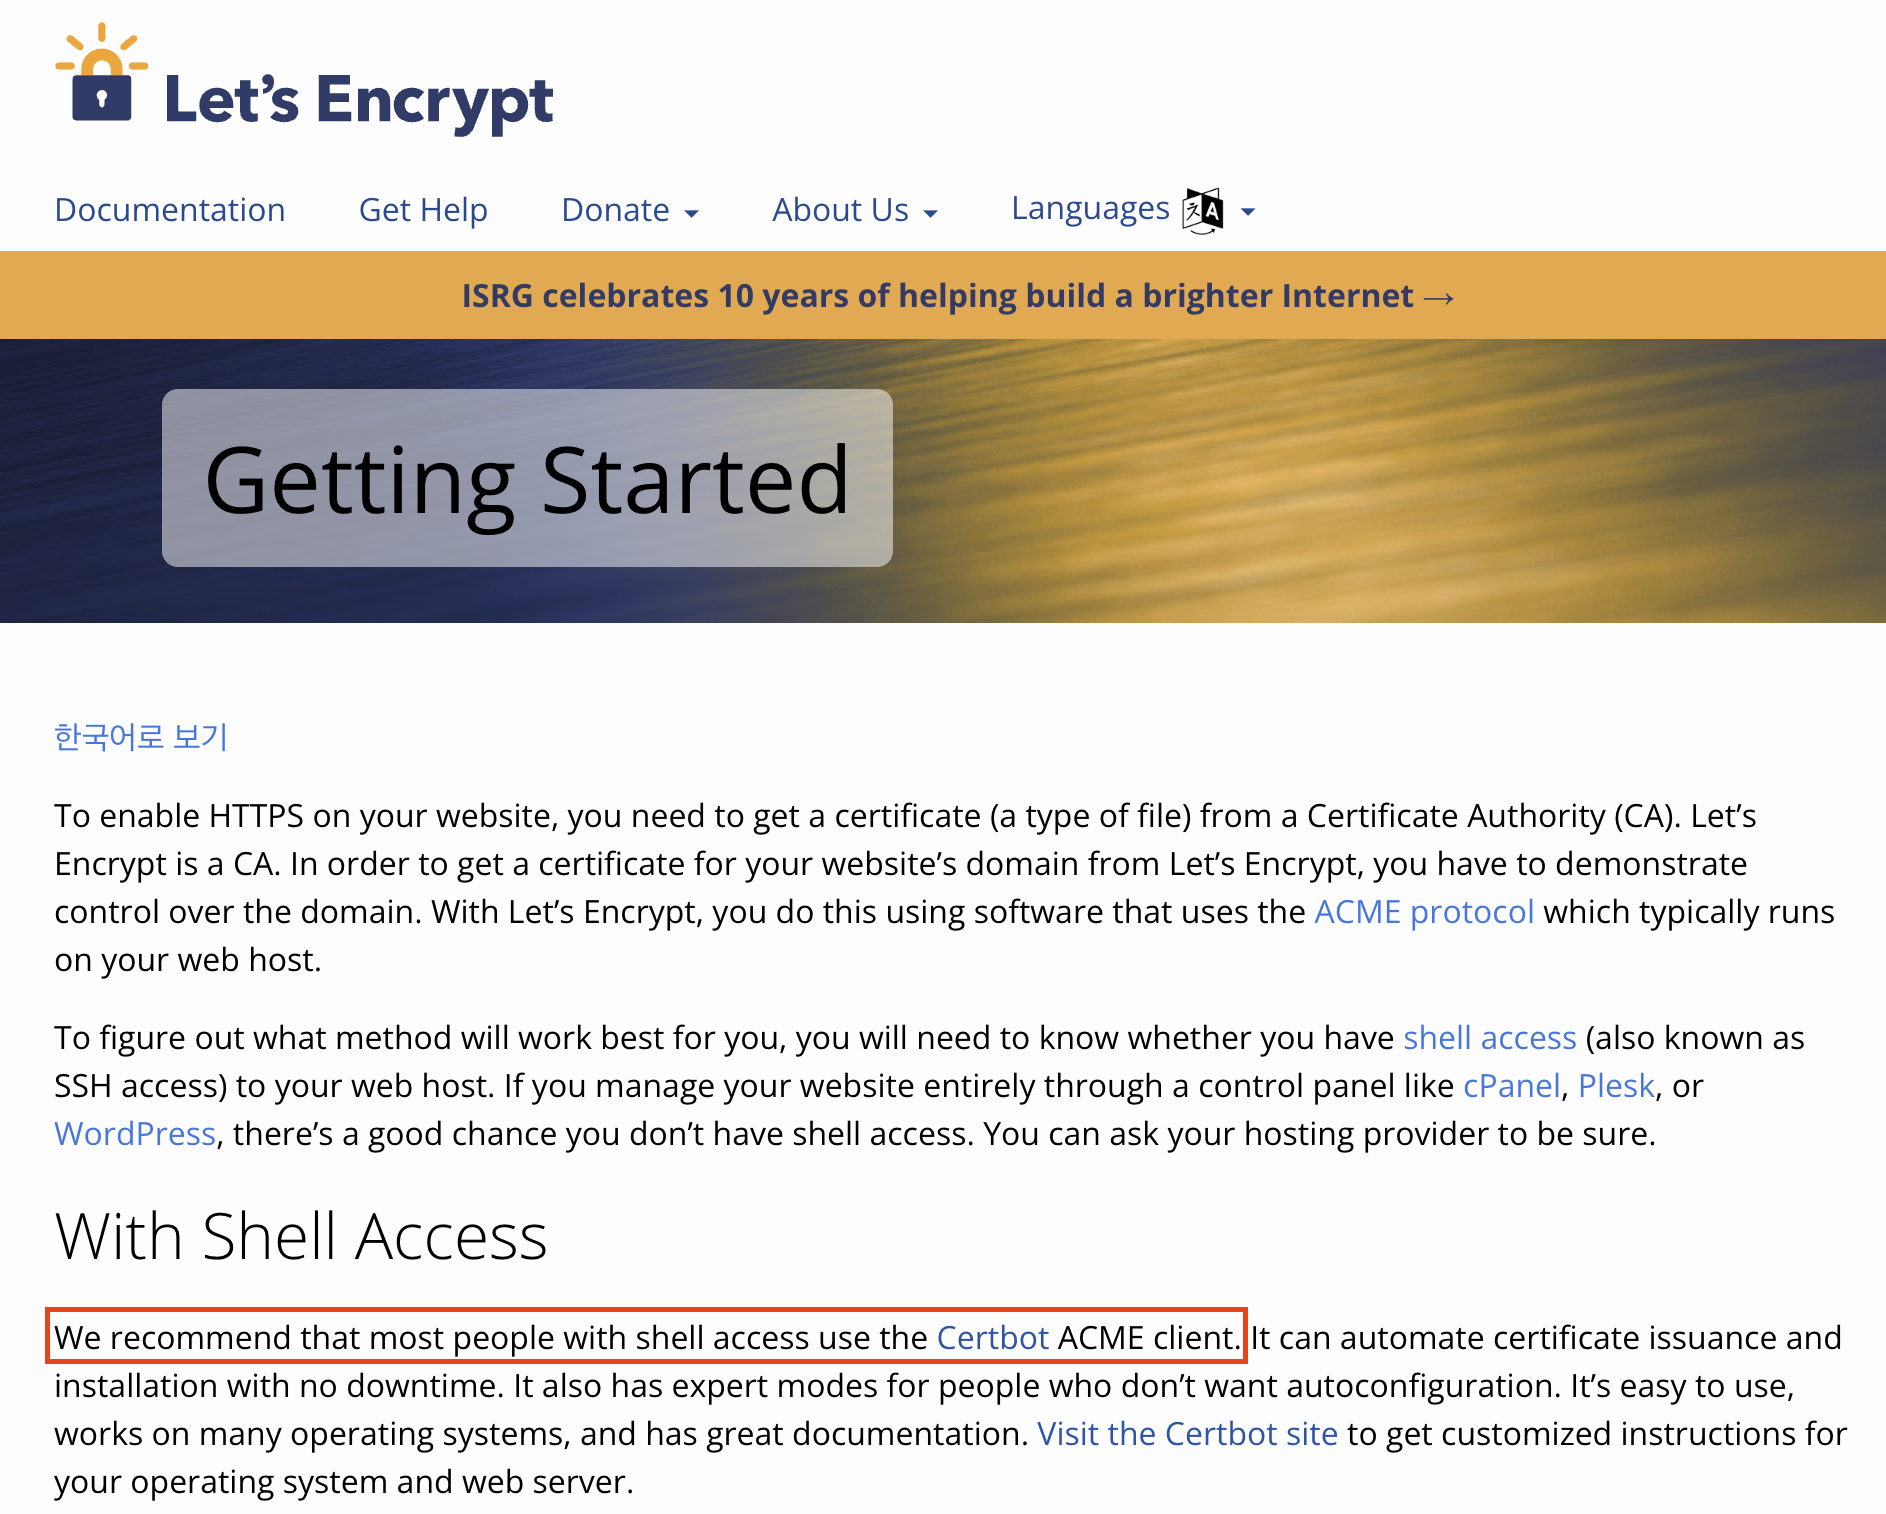 Let’s Encrypt
Documentation Get Help Donate About Us Languages
ISRG celebrates 10 years of helping build a brighter Internet →
Getting Started
한국어로 보기
To enable HTTPS on your website, you need to get a certificate (a type of file) from a Certificate Authority (CA). Let’s
Encrypt is a CA. In order to get a certificate for your website’s domain from Let’s Encrypt, you have to demonstrate
control over the domain. With Let’s Encrypt, you do this using software that uses the ACME protocol which typically runs
on your web host.
To figure out what method will work best for you, you will need to know whether you have shell access (also known as
SSH access) to your web host. If you manage your website entirely through a control panel like cPanel, Plesk, or
WordPress, there’s a good chance you don’t have shell access. You can ask your hosting provider to be sure.
With Shell Access
We recommend that most people with shell access use the Certbot ACME client. It can automate certificate issuance and
installation with no downtime. It also has expert modes for people who don’t want autoconfiguration. It’s easy to use,
works on many operating systems, and has great documentation. Visit the Certbot site to get customized instructions for
your operating system and web server.